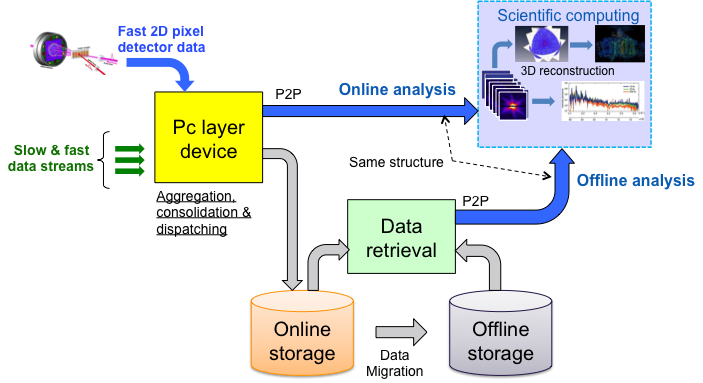 Scientific computing
Fast 2D pixel
detector data
3D reconstruction
P2P
Online analysis
Pc layer
device
Slow & fast
data streams
Same structure
Offline analysis
Aggregation,
consolidation &
dispatching
P2P
Data
retrieval
Online
storage
Offline
storage
Data
Migration